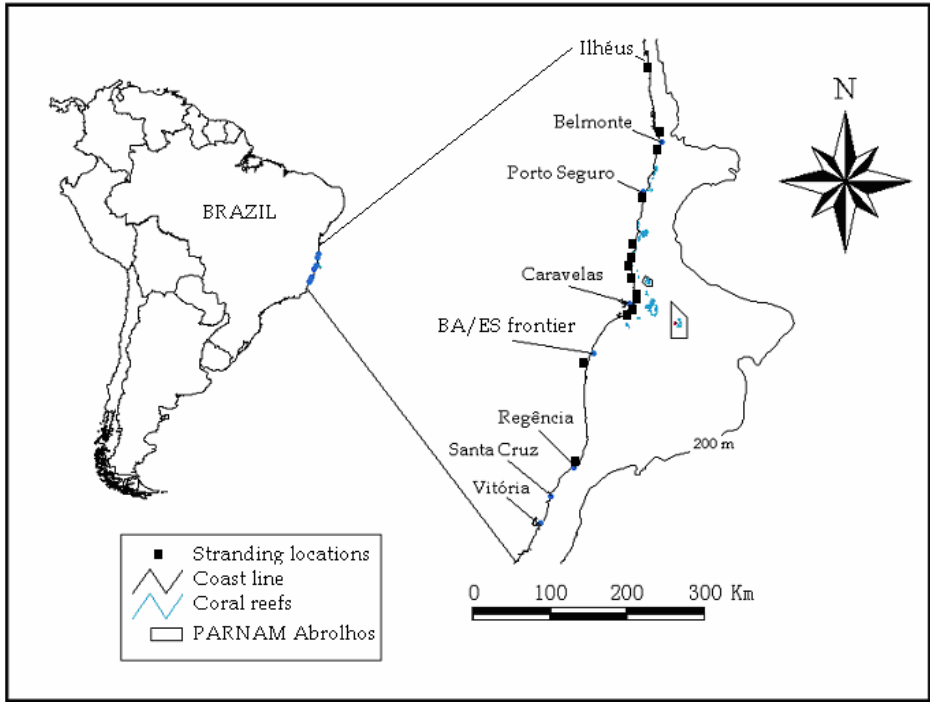 Ilhéus
N
Belmonte
Porto Seguro
BRAZIL
Caravelas
BA/ES frontier
Regência
200 m
Santa Cruz
Vitória
Stranding locations
Coast line
Coral reefs
PARNAM Abrolhos
0 100 200 300 Km